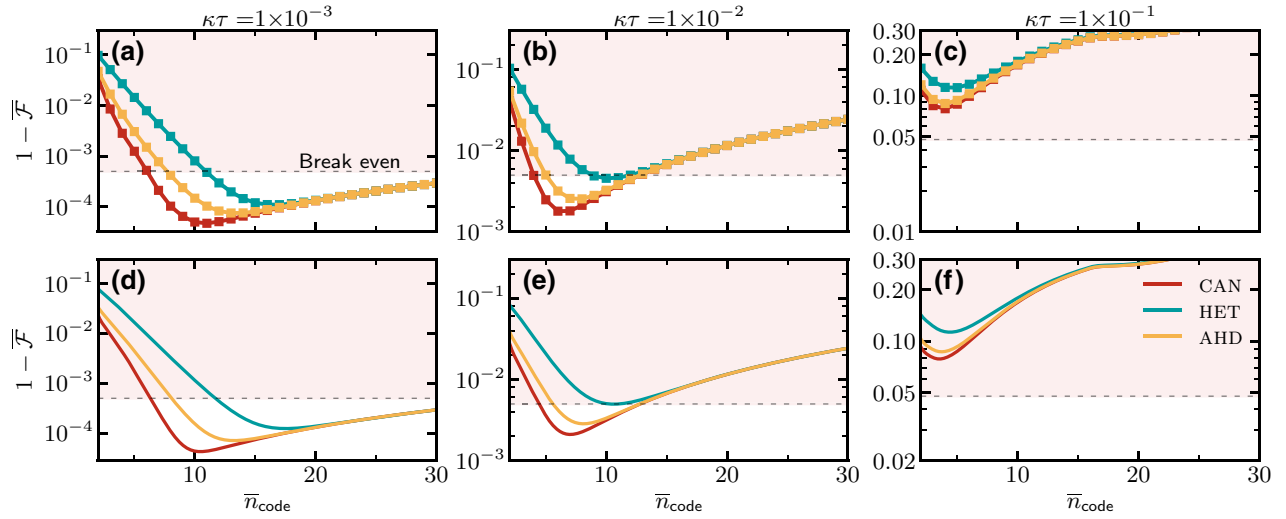 κτ = 1×10⁻³
κτ = 1×10⁻²
κτ = 1×10⁻¹
(a)
10⁻¹
10⁻²
10⁻³
10⁻⁴
1 − F̅
Break even
(b)
10⁻¹
10⁻²
10⁻³
(c)
0.30
0.10
0.05
0.01
(d)
10⁻¹
10⁻²
10⁻³
10⁻⁴
1 − F̅
10 20 30
n̅code
(e)
10⁻¹
10⁻²
10⁻³
10 20 30
n̅code
(f)
0.30
0.20
0.10
0.05
0.02
CAN
HET
AHD
10 20 30
n̅code